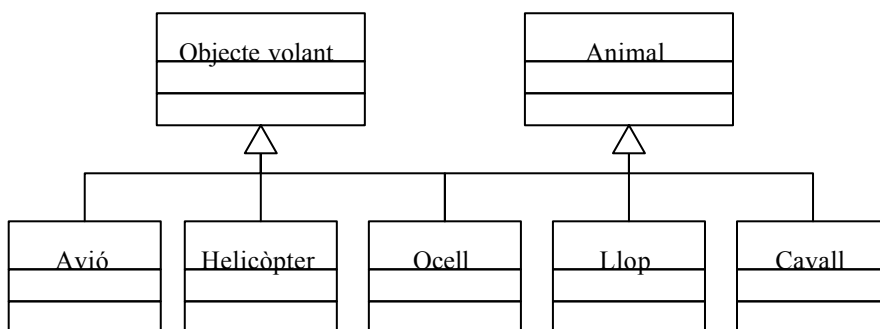 Objecte volant
Animal
Avió
Helicòpter
Ocell
Llop
Cavall